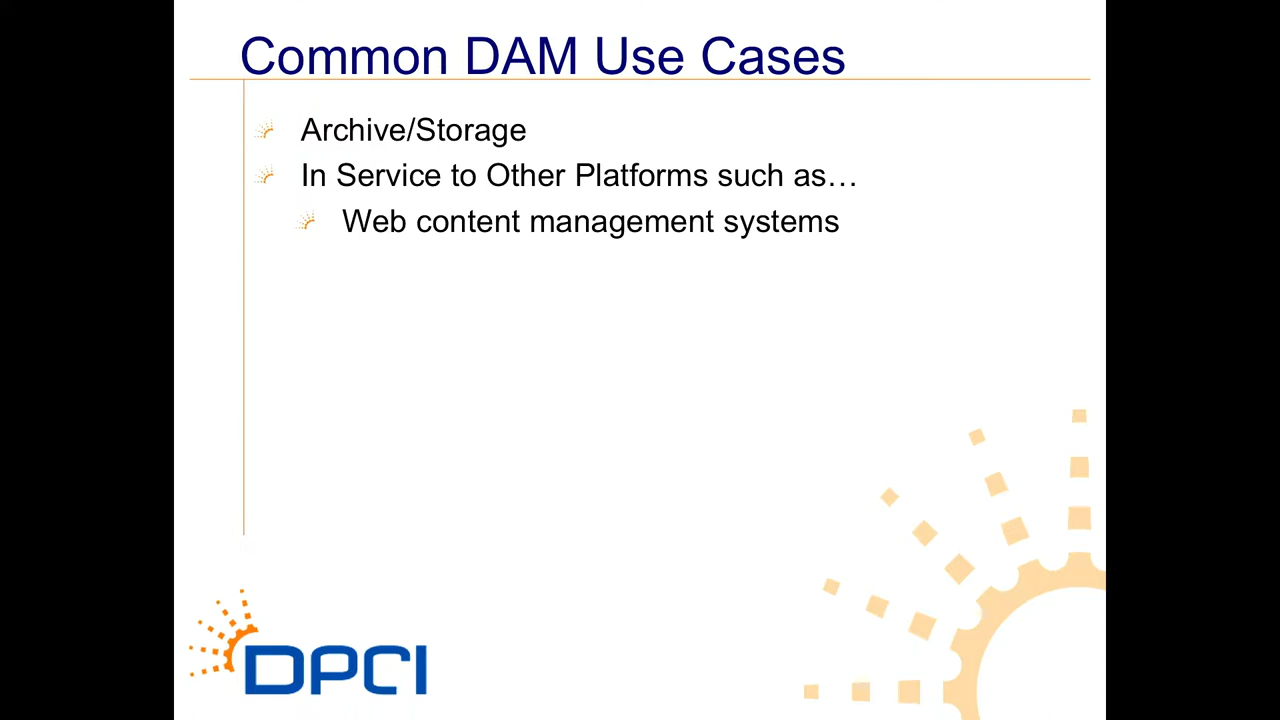 Common DAM Use Cases
Archive/Storage
In Service to Other Platforms such as…
Web content management systems
DPCI